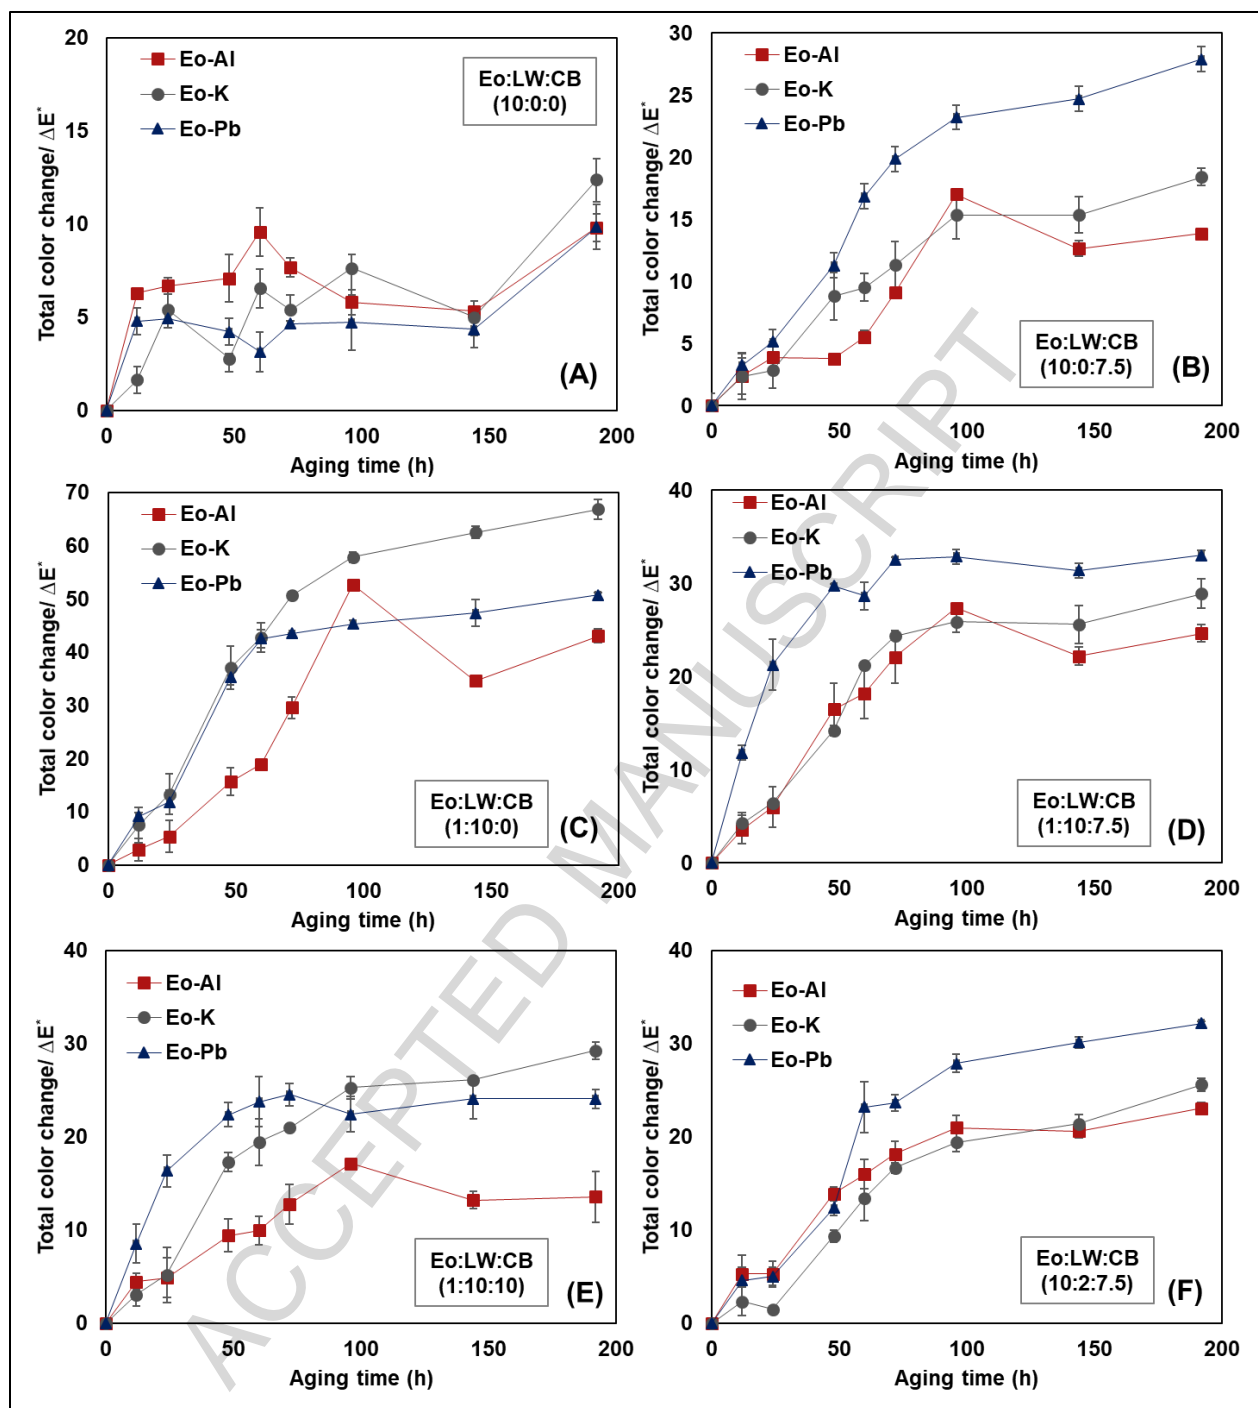 20
15
10
5
0
0
50
100
150
200
Total color change/ ΔE*
Aging time (h)
Eo-Al
Eo-K
Eo-Pb
Eo:LW:CB
(10:0:0)
(A)
30
25
20
15
10
5
0
0
50
100
150
200
Total color change/ ΔE*
Aging time (h)
Eo-Al
Eo-K
Eo-Pb
Eo:LW:CB
(10:0:7.5)
(B)
70
60
50
40
30
20
10
0
0
50
100
150
200
Total color change/ ΔE*
Aging time (h)
Eo-Al
Eo-K
Eo-Pb
Eo:LW:CB
(1:10:0)
(C)
40
30
20
10
0
0
50
100
150
200
Total color change/ ΔE*
Aging time (h)
Eo-Al
Eo-K
Eo-Pb
Eo:LW:CB
(1:10:7.5)
(D)
40
30
20
10
0
0
50
100
150
200
Total color change/ ΔE*
Aging time (h)
Eo-Al
Eo-K
Eo-Pb
Eo:LW:CB
(1:10:10)
(E)
40
30
20
10
0
0
50
100
150
200
Total color change/ ΔE*
Aging time (h)
Eo-Al
Eo-K
Eo-Pb
Eo:LW:CB
(10:2:7.5)
(F)
ACCEPTED MANUSCRIPT